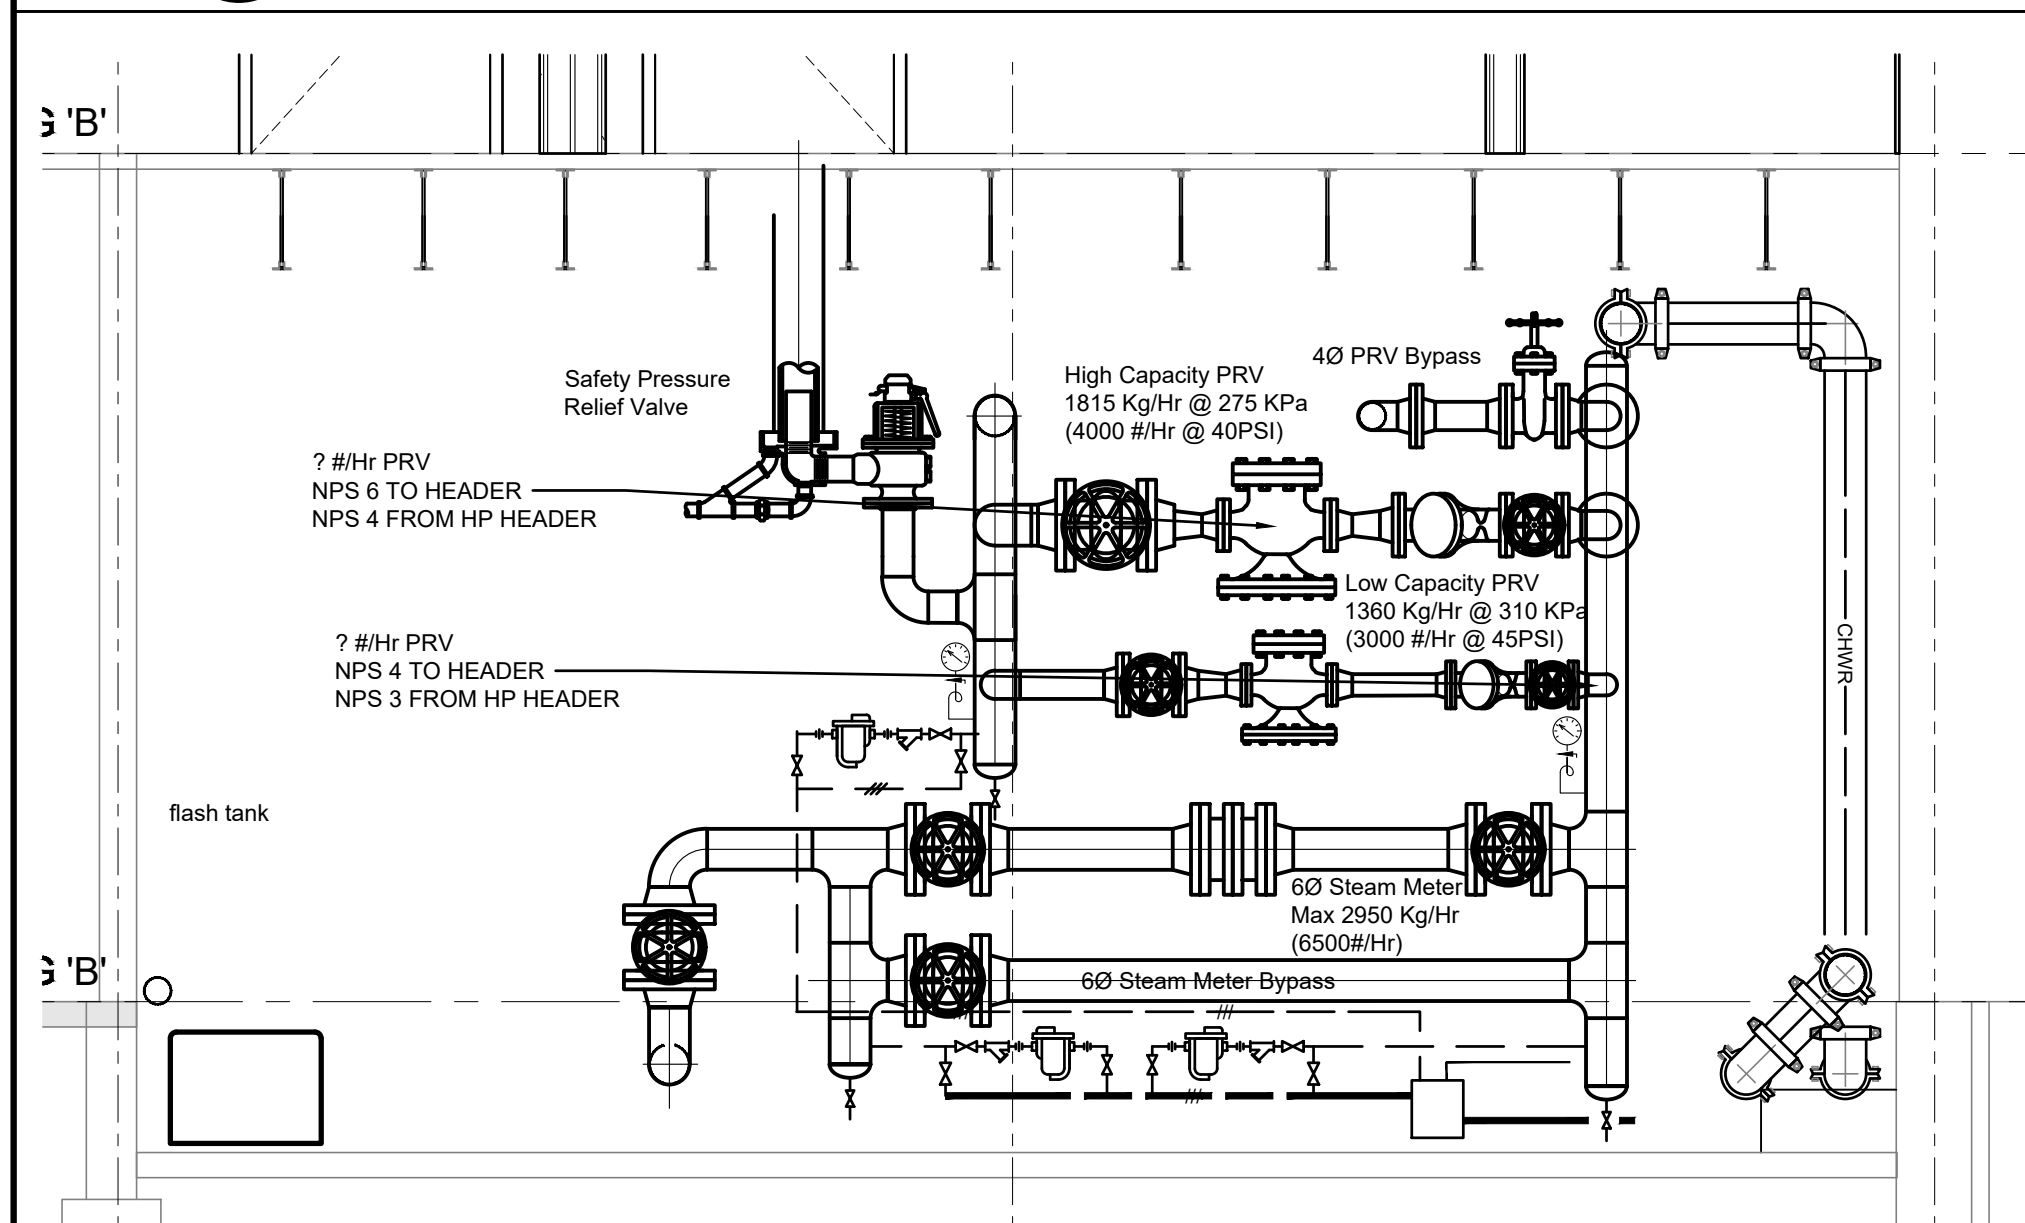 'B'
Safety Pressure
Relief Valve
High Capacity PRV
1815 Kg/Hr @ 275 KPa
(4000 #/Hr @ 40PSI)
4Ø PRV Bypass
? #/Hr PRV
NPS 6 TO HEADER
NPS 4 FROM HP HEADER
Low Capacity PRV
1360 Kg/Hr @ 310 KPa
(3000 #/Hr @ 45PSI)
? #/Hr PRV
NPS 4 TO HEADER
NPS 3 FROM HP HEADER
CHWR
flash tank
6Ø Steam Meter
Max 2950 Kg/Hr
(6500#/Hr)
'B'
6Ø Steam Meter Bypass